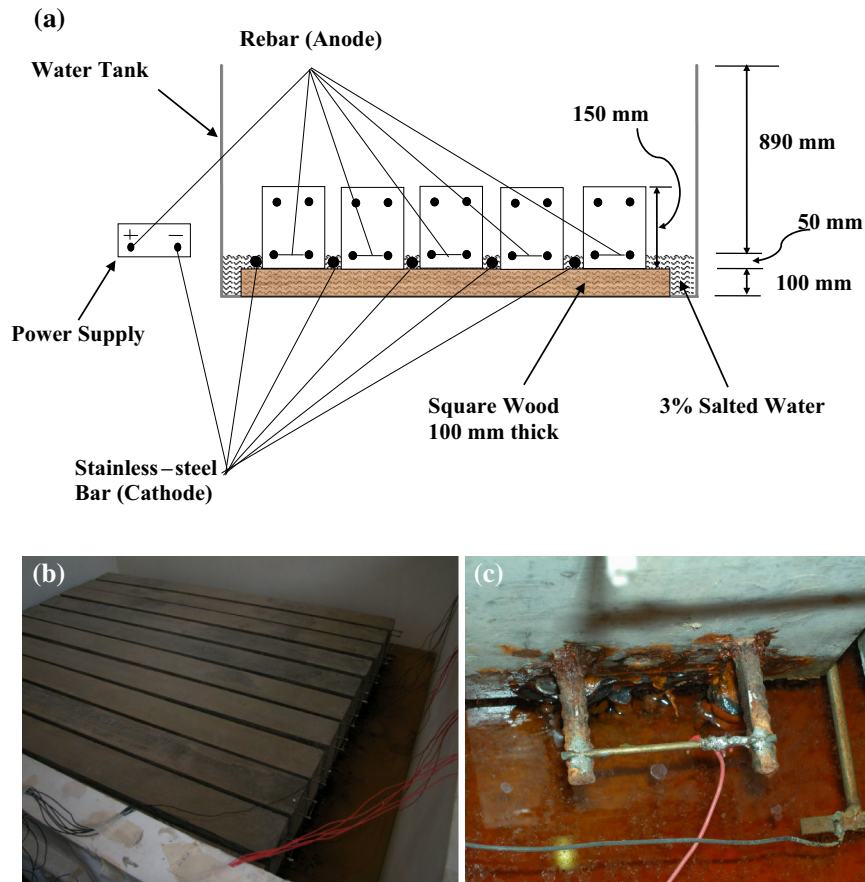 (a)
Rebar (Anode)
Water Tank
150 mm
890 mm
50 mm
+ −
100 mm
Power Supply
Square Wood
100 mm thick
3% Salted Water
Stainless–steel
Bar (Cathode)
(b)
(c)